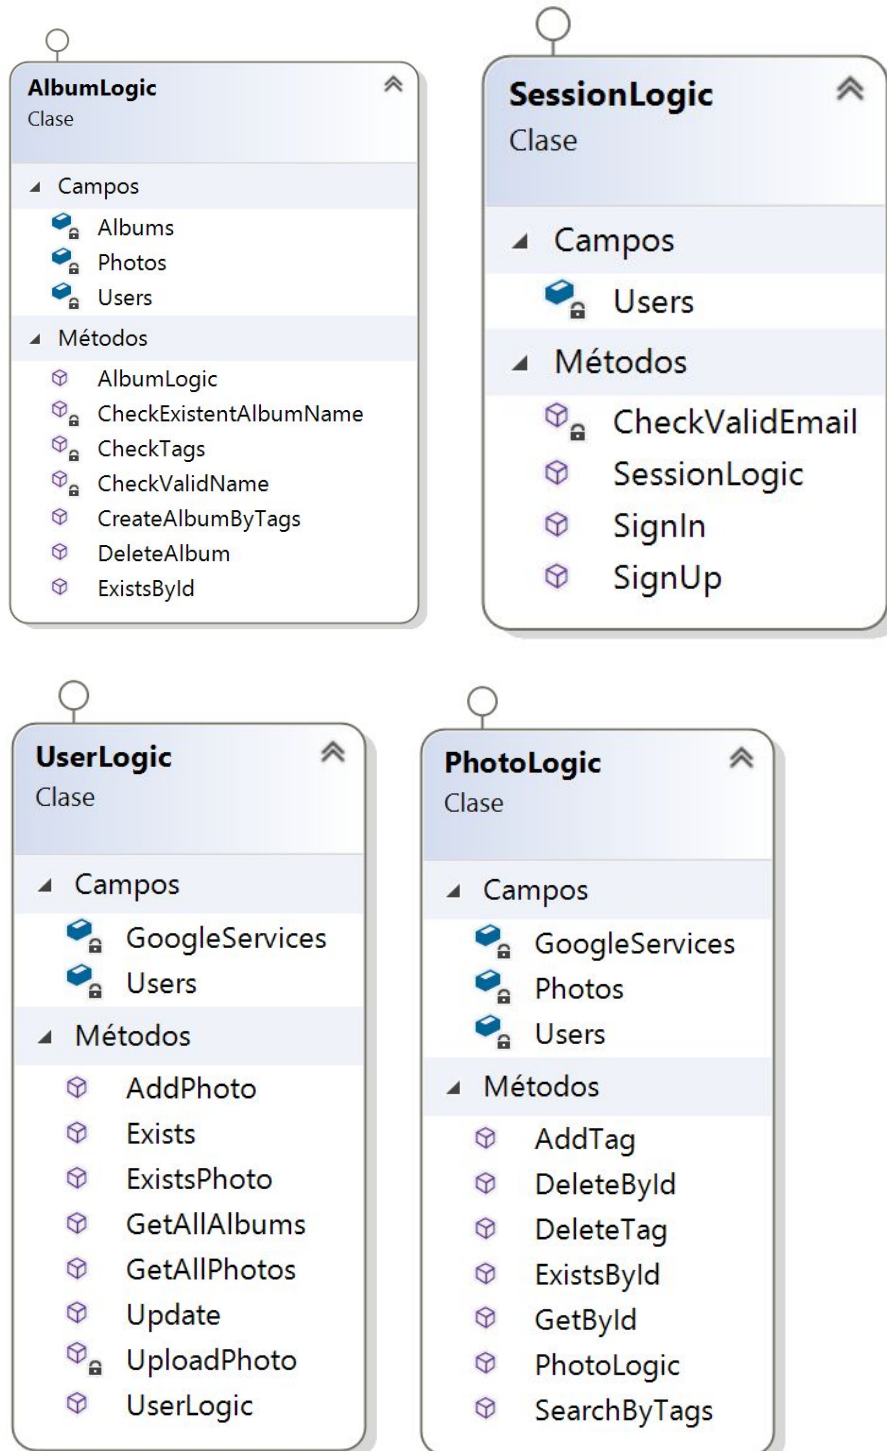 AlbumLogic
Clase
Campos
Albums
Photos
Users
Métodos
AlbumLogic
CheckExistentAlbumName
CheckTags
CheckValidName
CreateAlbumByTags
DeleteAlbum
ExistsById
SessionLogic
Clase
Campos
Users
Métodos
CheckValidEmail
SessionLogic
SignIn
SignUp
UserLogic
Clase
Campos
GoogleServices
Users
Métodos
AddPhoto
Exists
ExistsPhoto
GetAllAlbums
GetAllPhotos
Update
UploadPhoto
UserLogic
PhotoLogic
Clase
Campos
GoogleServices
Photos
Users
Métodos
AddTag
DeleteById
DeleteTag
ExistsById
GetById
PhotoLogic
SearchByTags